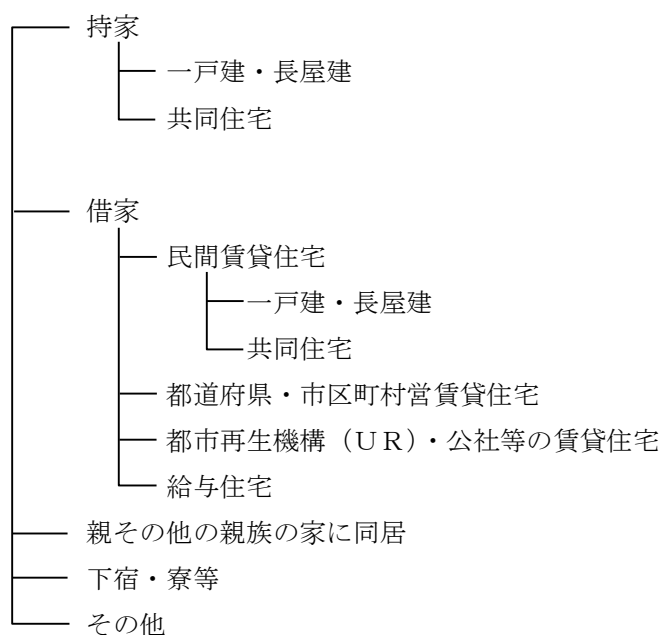 持家
一戸建・長屋建
共同住宅
借家
民間賃貸住宅
一戸建・長屋建
共同住宅
都道府県・市区町村営賃貸住宅
都市再生機構（ＵＲ）・公社等の賃貸住宅
給与住宅
親その他の親族の家に同居
下宿・寮等
その他